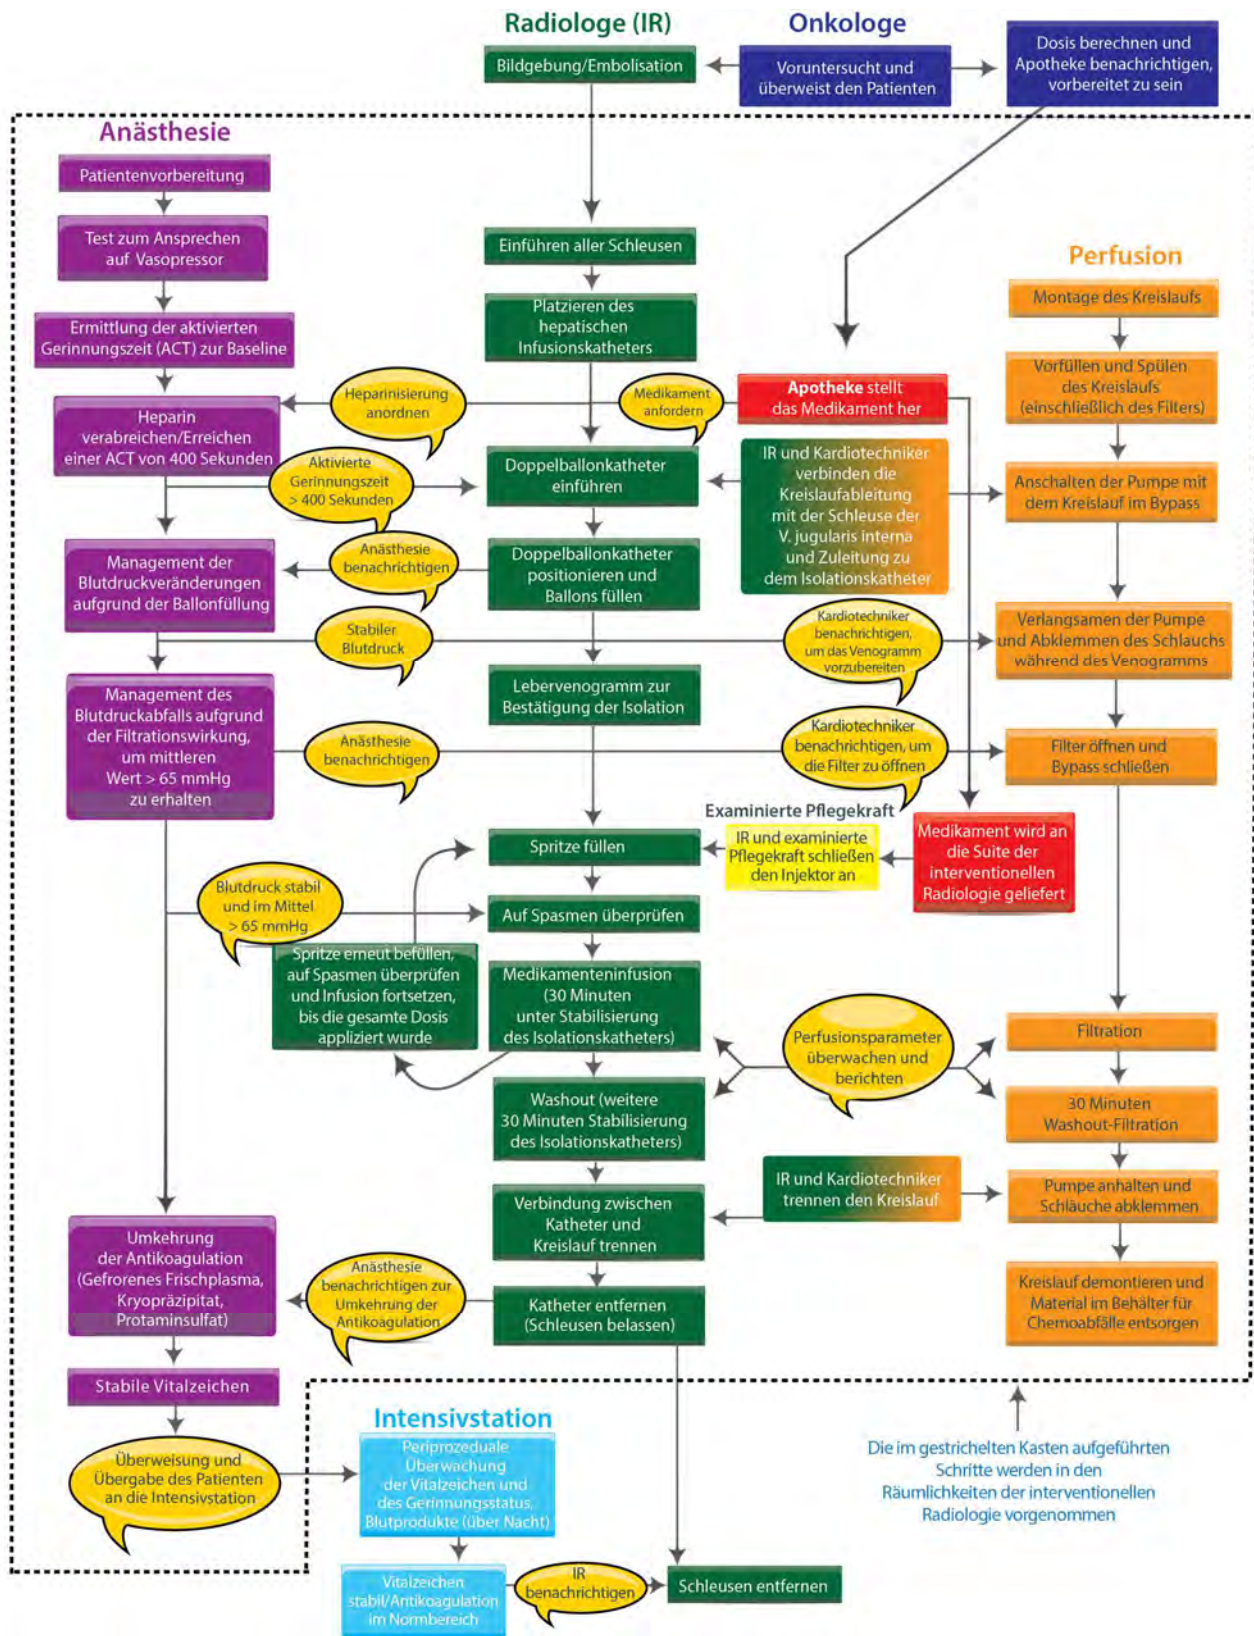 Radiologe (IR)
Onkologe
Bildgebung/Embolisation
Voruntersucht und
überweist den Patienten
Dosis berechnen und
Apotheke benachrichtigen,
vorbereitet zu sein
Anästhesie
Patientenvorbereitung
Test zum Ansprechen
auf Vasopressor
Ermittlung der aktivierten
Gerinnungszeit (ACT) zur Baseline
Heparin
verabreichen/Erreichen
einer ACT von 400 Sekunden
Management der
Blutdruckveränderungen
aufgrund der Ballonfüllung
Management des
Blutdruckabfalls aufgrund
der Filtrationswirkung,
um mittleren
Wert > 65 mmHg
zu erhalten
Umkehrung
der Antikoagulation
(Gefrorenes Frischplasma,
Kryopräzipitat,
Protaminsulfat)
Stabile Vitalzeichen
Überweisung und
Übergabe des Patienten
an die Intensivstation
Heparinisierung
anordnen
Aktivierte
Gerinnungszeit
> 400 Sekunden
Anästhesie
benachrichtigen
Stabiler
Blutdruck
Anästhesie
benachrichtigen
Blutdruck stabil
und im Mittel
> 65 mmHg
Spritze erneut befüllen,
auf Spasmen überprüfen
und Infusion fortsetzen,
bis die gesamte Dosis
appliziert wurde
Anästhesie
benachrichtigen zur
Umkehrung der
Antikoagulation
Einführen aller Schleusen
Platzieren des
hepatischen
Infusionskatheters
Doppelballonkatheter
einführen
Doppelballonkatheter
positionieren und
Ballons füllen
Lebervenogramm zur
Bestätigung der Isolation
Spritze füllen
Auf Spasmen überprüfen
Medikamenteninfusion
(30 Minuten
unter Stabilisierung
des Isolationskatheters)
Washout (weitere
30 Minuten Stabilisierung
des Isolationskatheters)
Verbindung zwischen
Katheter und
Kreislauf trennen
Katheter entfernen
(Schleusen belassen)
Medikament
anfordern
Apotheke stellt
das Medikament her
IR und Kardiotechniker
verbinden die
Kreislaufableitung
mit der Schleuse der
V. jugularis interna
und Zuleitung zu
dem Isolationskatheter
Kardiotechniker
benachrichtigen,
um das Venogramm
vorzubereiten
Kardiotechniker
benachrichtigen, um
die Filter zu öffnen
Examinierte Pflegekraft
IR und examinierte
Pflegekraft schließen
den Injektor an
Medikament wird an
die Suite der
interventionellen
Radiologie geliefert
Perfusionsparameter
überwachen und
berichten
IR und Kardiotechniker
trennen den Kreislauf
Perfusion
Montage des Kreislaufs
Vorfüllen und Spülen
des Kreislaufs
(einschließlich des Filters)
Anschalten der Pumpe mit
dem Kreislauf im Bypass
Verlangsamen der Pumpe
und Abklemmen des Schlauchs
während des Venogramms
Filter öffnen und
Bypass schließen
Filtration
30 Minuten
Washout-Filtration
Pumpe anhalten und
Schläuche abklemmen
Kreislauf demontieren und
Material im Behälter für
Chemoabfälle entsorgen
Intensivstation
Periprozeduale
Überwachung
der Vitalzeichen und
des Gerinnungsstatus,
Blutprodukte (über Nacht)
Vitalzeichen
stabil/Antikoagulation
im Normbereich
IR
benachrichtigen
Schleusen entfernen
Die im gestrichelten Kasten aufgeführten
Schritte werden in den
Räumlichkeiten der interventionellen
Radiologie vorgenommen